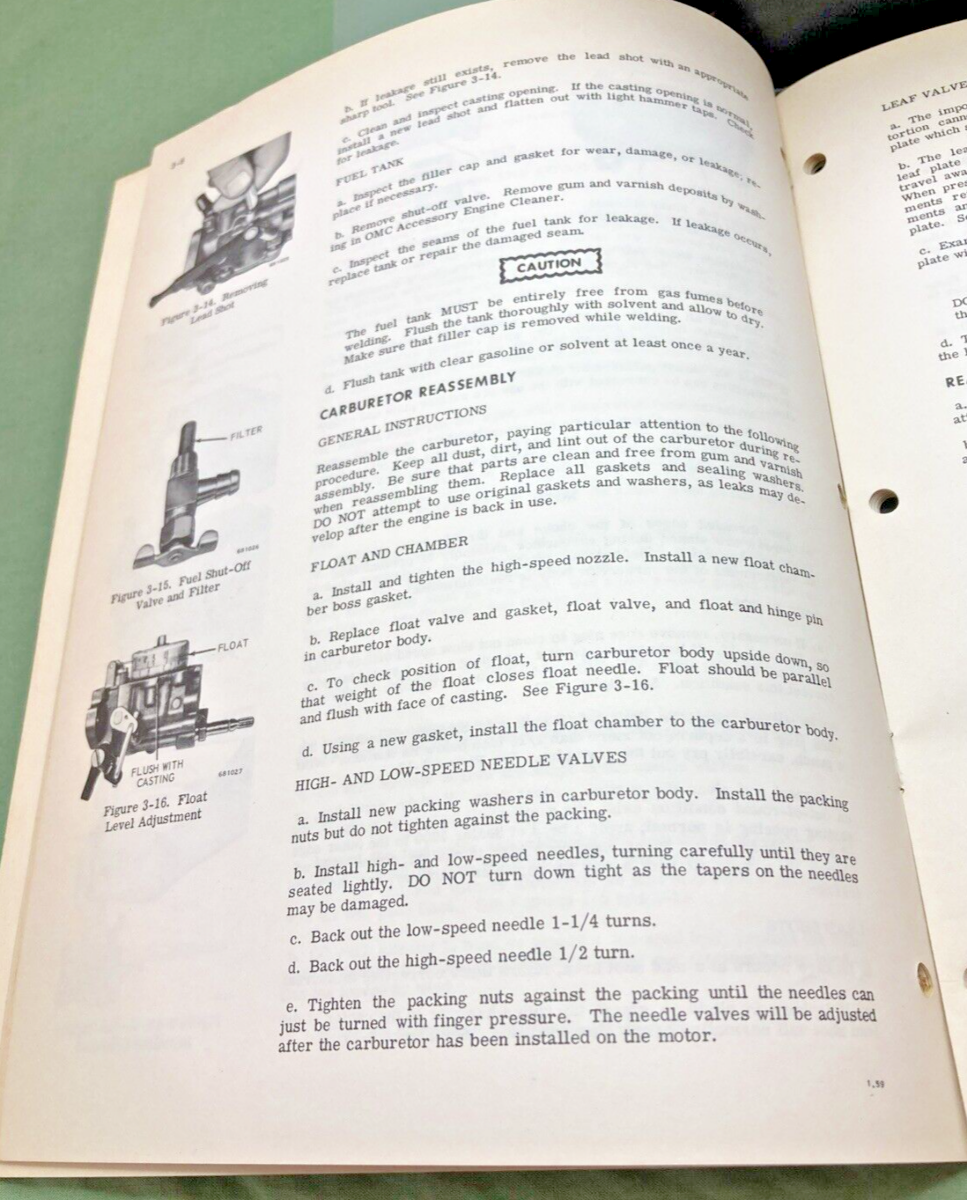 b. If leakage still exists, remove the lead shot with an appropriate
sharp tool. See Figure 3-14.
c. Clean and inspect casting opening. If the casting opening is normal,
install a new lead shot and flatten out with light hammer taps. Check
for leakage.
FUEL TANK
a. Inspect the filler cap and gasket for wear, damage, or leakage; re-
place if necessary.
b. Remove shut-off valve. Remove gum and varnish deposits by wash-
ing in OMC Accessory Engine Cleaner.
c. Inspect the seams of the fuel tank for leakage. If leakage occurs,
replace tank or repair the damaged seam.
CAUTION
The fuel tank MUST be entirely free from gas fumes before
welding. Flush the tank thoroughly with solvent and allow to dry.
Make sure that filler cap is removed while welding.
d. Flush tank with clear gasoline or solvent at least once a year.
CARBURETOR REASSEMBLY
GENERAL INSTRUCTIONS
Reassemble the carburetor, paying particular attention to the following
procedure. Keep all dust, dirt, and lint out of the carburetor during re-
assembly. Be sure that parts are clean and free from gum and varnish
when reassembling them. Replace all gaskets and sealing washers.
DO NOT attempt to use original gaskets and washers, as leaks may de-
velop after the engine is back in use.
FLOAT AND CHAMBER
a. Install and tighten the high-speed nozzle. Install a new float cham-
ber boss gasket.
b. Replace float valve and gasket, float valve, and float and hinge pin
in carburetor body.
c. To check position of float, turn carburetor body upside down, so
that weight of the float closes float needle. Float should be parallel
and flush with face of casting. See Figure 3-16.
d. Using a new gasket, install the float chamber to the carburetor body.
HIGH- AND LOW-SPEED NEEDLE VALVES
a. Install new packing washers in carburetor body. Install the packing
nuts but do not tighten against the packing.
b. Install high- and low-speed needles, turning carefully until they are
seated lightly. DO NOT turn down tight as the tapers on the needles
may be damaged.
c. Back out the low-speed needle 1-1/4 turns.
d. Back out the high-speed needle 1/2 turn.
e. Tighten the packing nuts against the packing until the needles can
just be turned with finger pressure. The needle valves will be adjusted
after the carburetor has been installed on the motor.
Figure 3-14. Removing
Lead Shot
FILTER
681026
Figure 3-15. Fuel Shut-Off
Valve and Filter
FLOAT
FLUSH WITH
CASTING
681027
Figure 3-16. Float
Level Adjustment
LEAF VALVE
a. The
tortion
plate which
b. The
leaf plate
travel
When
plate.
c.
plate
d.
the
a.